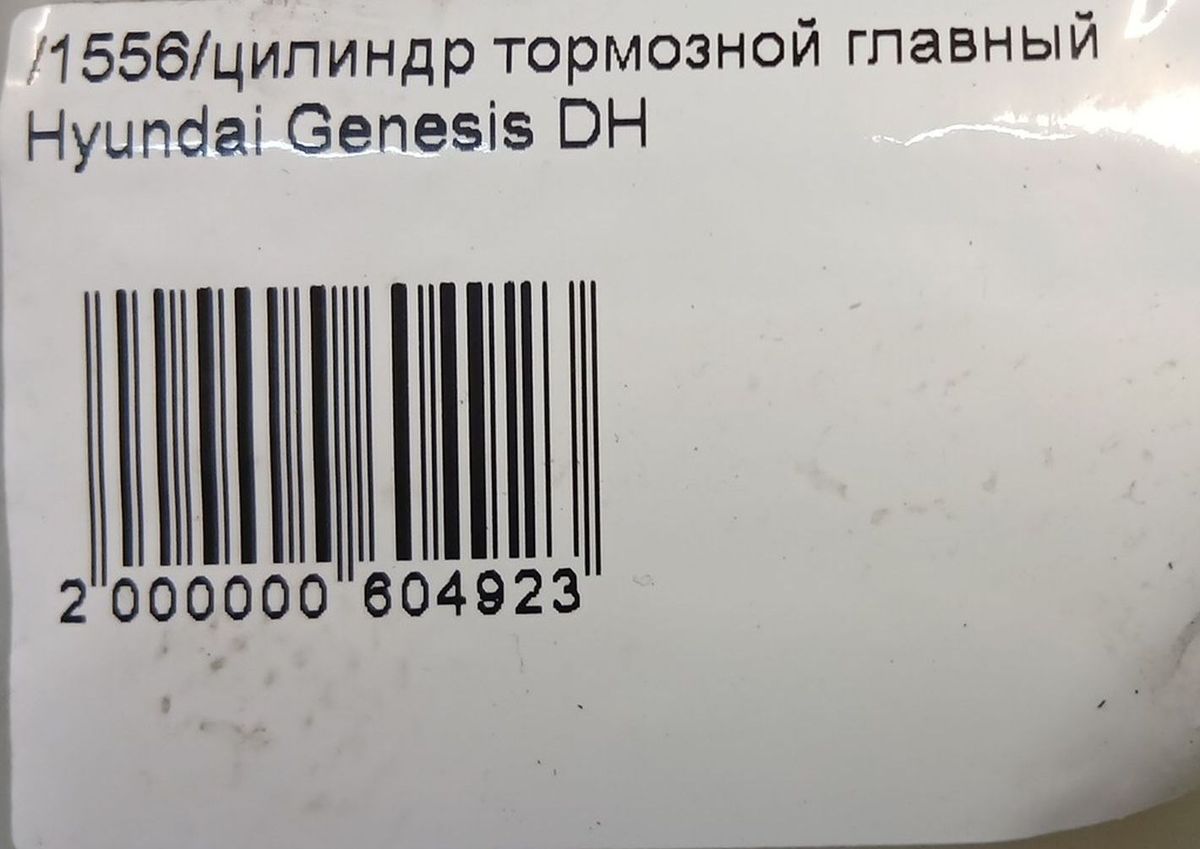 /1556/цилиндр тормозной главный
Hyundai Genesis DH
2 000000 604923